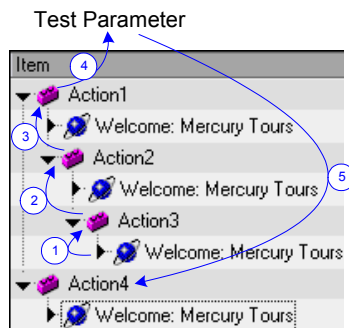 Test Parameter
Item
4
Action1
3
Welcome: Mercury Tours
Action2
2
Welcome: Mercury Tours
5
Action3
1
Welcome: Mercury Tours
Action4
Welcome: Mercury Tours